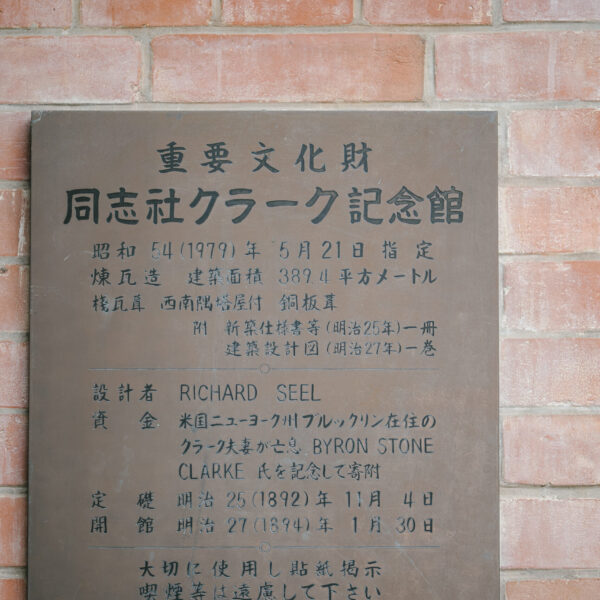 重要文化財
同志社クラーク記念館
昭和 54(1979)年 5月21日 指定
煉瓦造 建築面積 389.4平方メートル
棧瓦葺 西南隅塔屋付 銅板葺
附 新築仕様書等(明治25年)一冊
建築設計図(明治27年)一巻
設計者 RICHARD SEEL
資金 米国ニューヨーク州ブルックリン在住の
クラーク夫妻が亡息 BYRON STONE
CLARKE 氏を記念して寄附
定礎 明治 25(1892)年 11月 4日
開館 明治 27(1894)年 1月 30日
大切に使用し貼紙掲示
喫煙等は遠慮して下さい